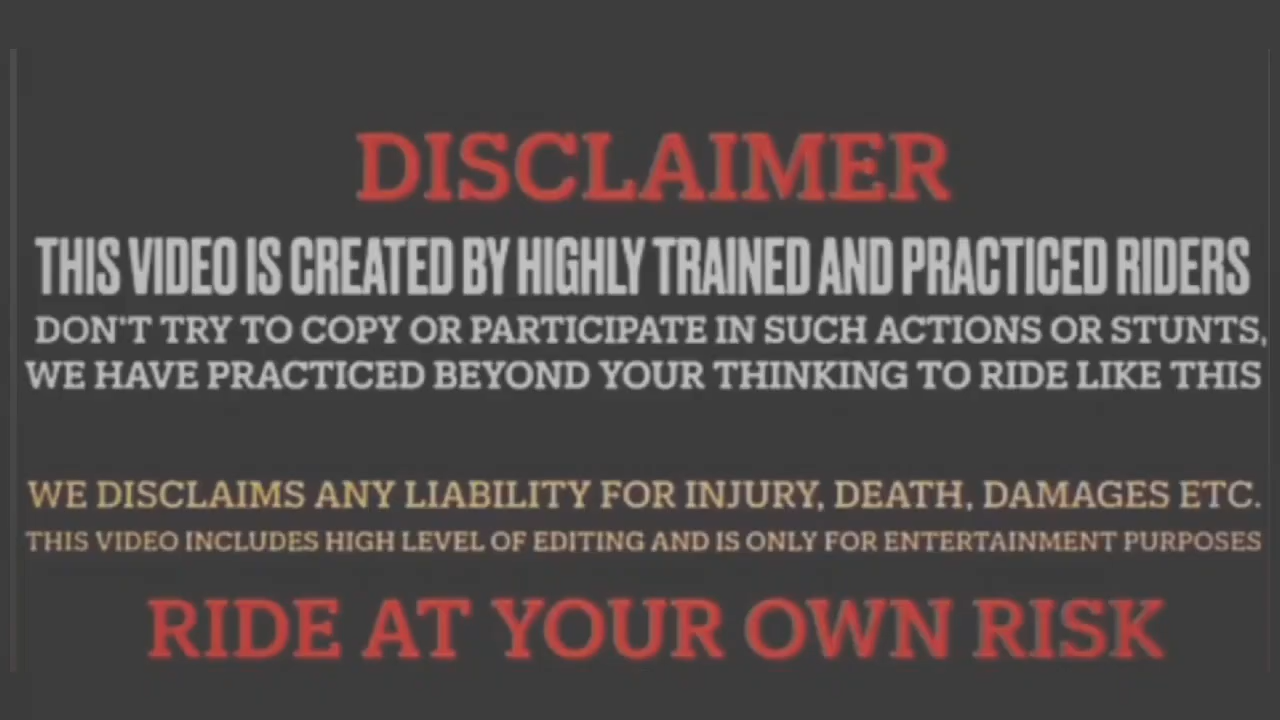 DISCLAIMER
THIS VIDEO IS CREATED BY HIGHLY TRAINED AND PRACTICED RIDERS
DON'T TRY TO COPY OR PARTICIPATE IN SUCH ACTIONS OR STUNTS,
WE HAVE PRACTICED BEYOND YOUR THINKING TO RIDE LIKE THIS
WE DISCLAIMS ANY LIABILITY FOR INJURY, DEATH, DAMAGES ETC.
THIS VIDEO INCLUDES HIGH LEVEL OF EDITING AND IS ONLY FOR ENTERTAINMENT PURPOSES
RIDE AT YOUR OWN RISK